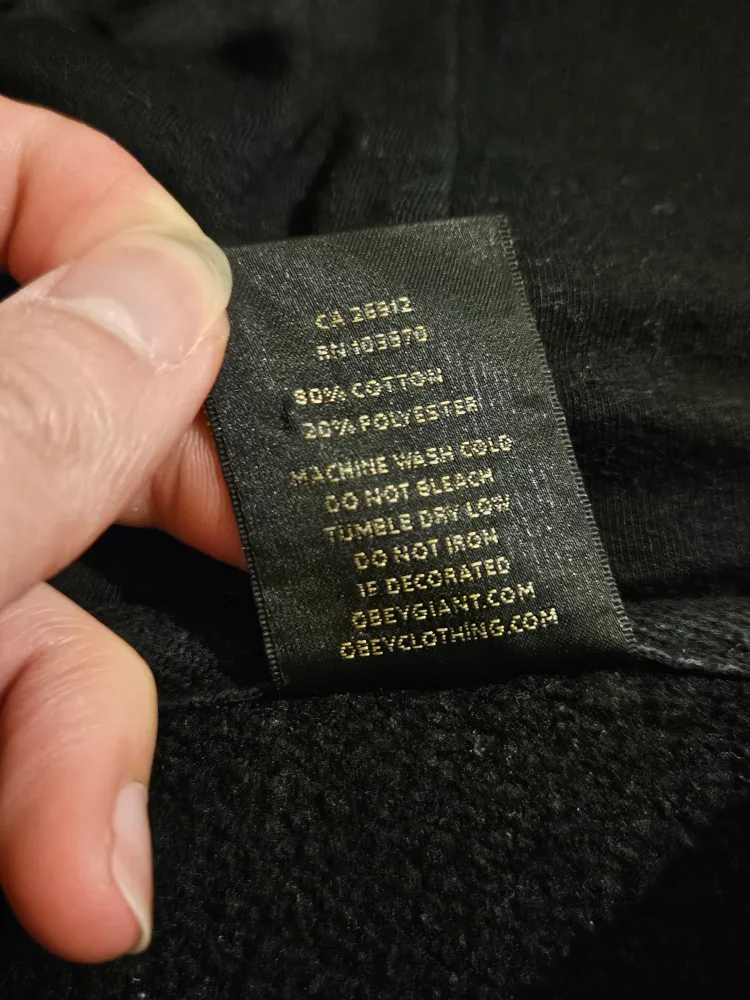 CA 26912
RN 103970
80% COTTON
20% POLYESTER
MACHINE WASH COLD
DO NOT BLEACH
TUMBLE DRY LOW
DO NOT IRON
IF DECORATED
OBEYGIANT.COM
OBEYCLOTHING.COM